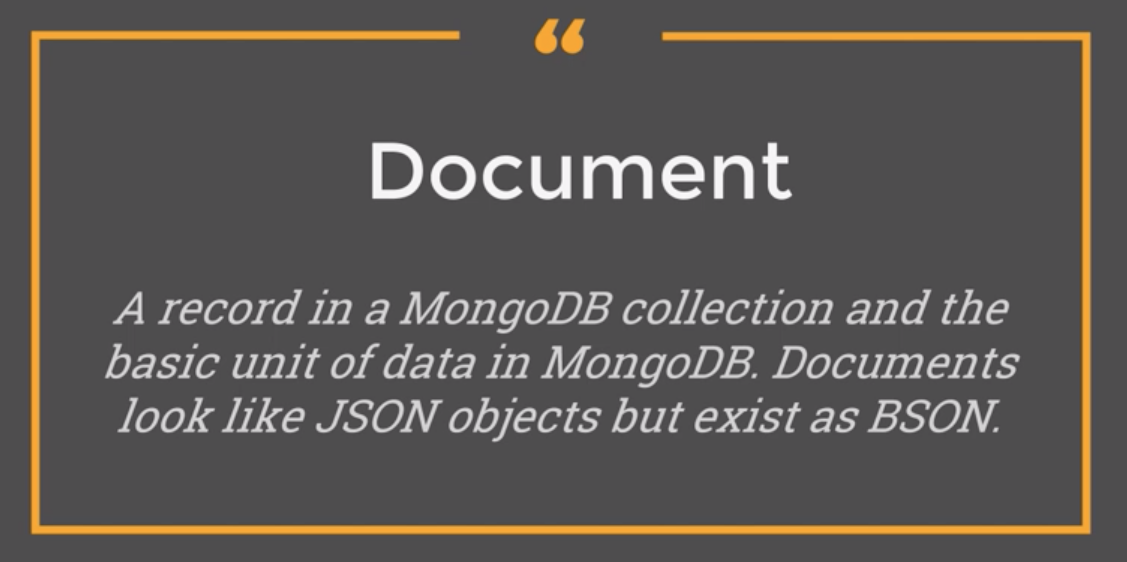 “
Document
A record in a MongoDB collection and the
basic unit of data in MongoDB. Documents
look like JSON objects but exist as BSON.